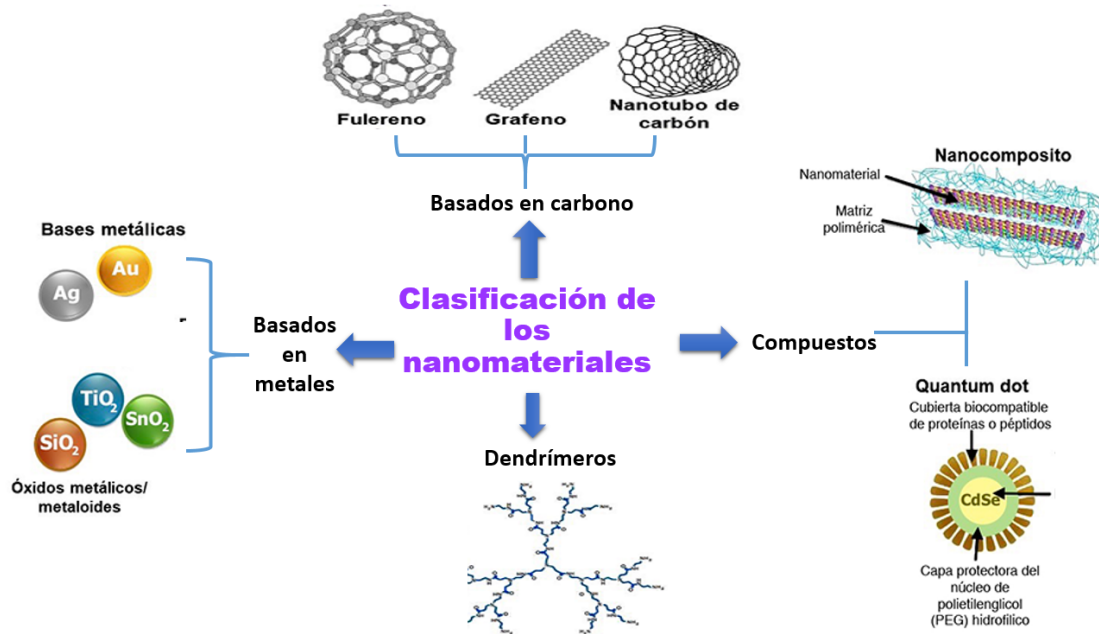 Fulereno
Grafeno
Nanotubo de
carbón
Basados en carbono
Nanocomposito
Nanomaterial
Matriz
polimérica
Bases metálicas
Au
Ag
Basados
en
metales
TiO₂
SnO₂
SiO₂
Óxidos metálicos/
metaloides
Clasificación de
los
nanomateriales
Compuestos
Quantum dot
Cubierta biocompatible
de proteínas o péptidos
CdSe
Capa protectora del
núcleo de
polietilenglicol
(PEG) hidrofílico
Dendrímeros